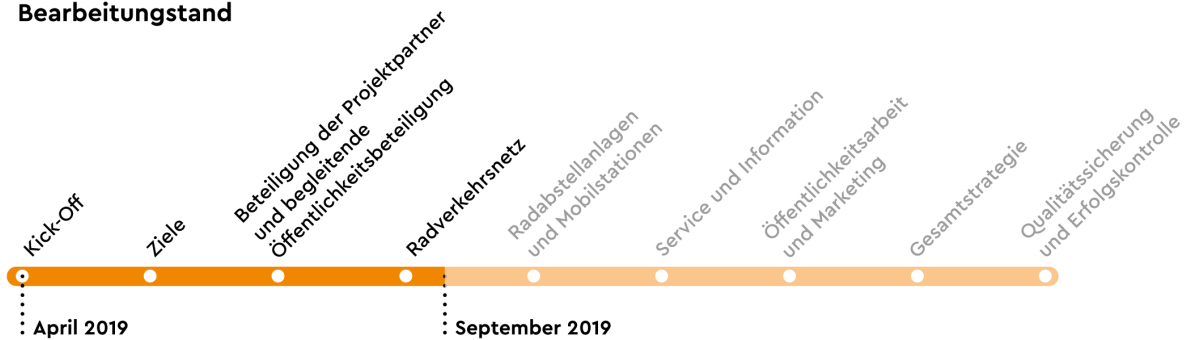 Bearbeitungstand
Kick-Off
Ziele
Beteiligung der Projektpartner
und begleitende
Öffentlichkeitsbeteiligung
Radverkehrsnetz
Radabstellanlagen
und Mobilstationen
Service und Information
Öffentlichkeitsarbeit
und Marketing
Gesamtstrategie
Qualitätssicherung
und Erfolgskontrolle
April 2019
September 2019